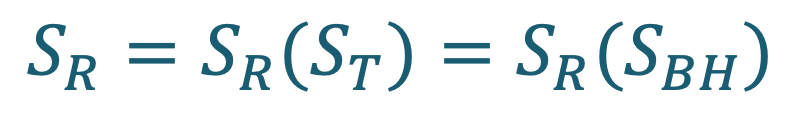 S_R = S_R(S_T) = S_R(S_BH)